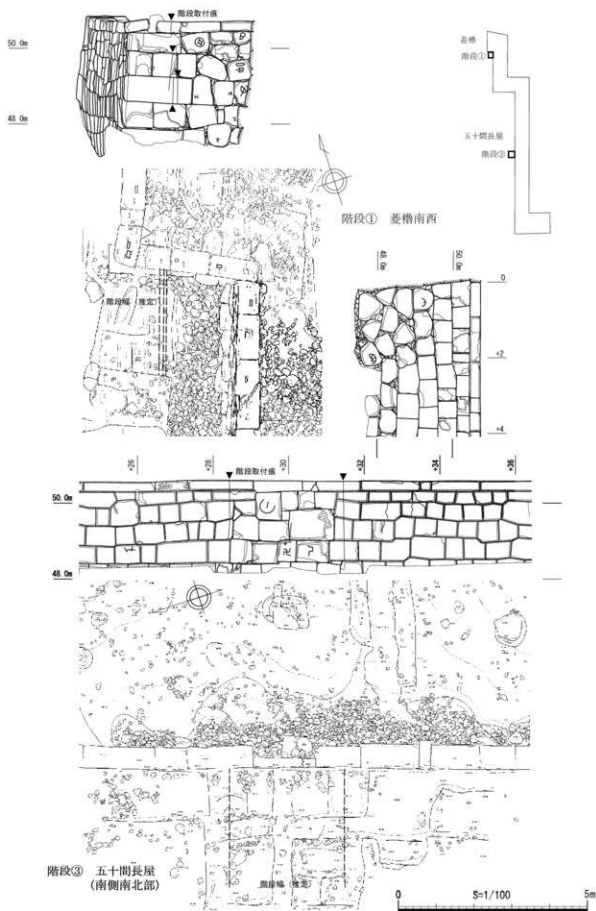 階段取付痕
50.0m
48.0m
菱櫓
階段①
五十間長屋
階段③
階段① 菱櫓南西
48.0m
50.0m
0
+2
+4
階段幅（推定）
+26
+28
+30
+32
+34
+36
階段取付痕
50.0m
48.0m
階段③ 五十間長屋
（南側南北部）
階段幅（推定）
0
S=1/100
5m